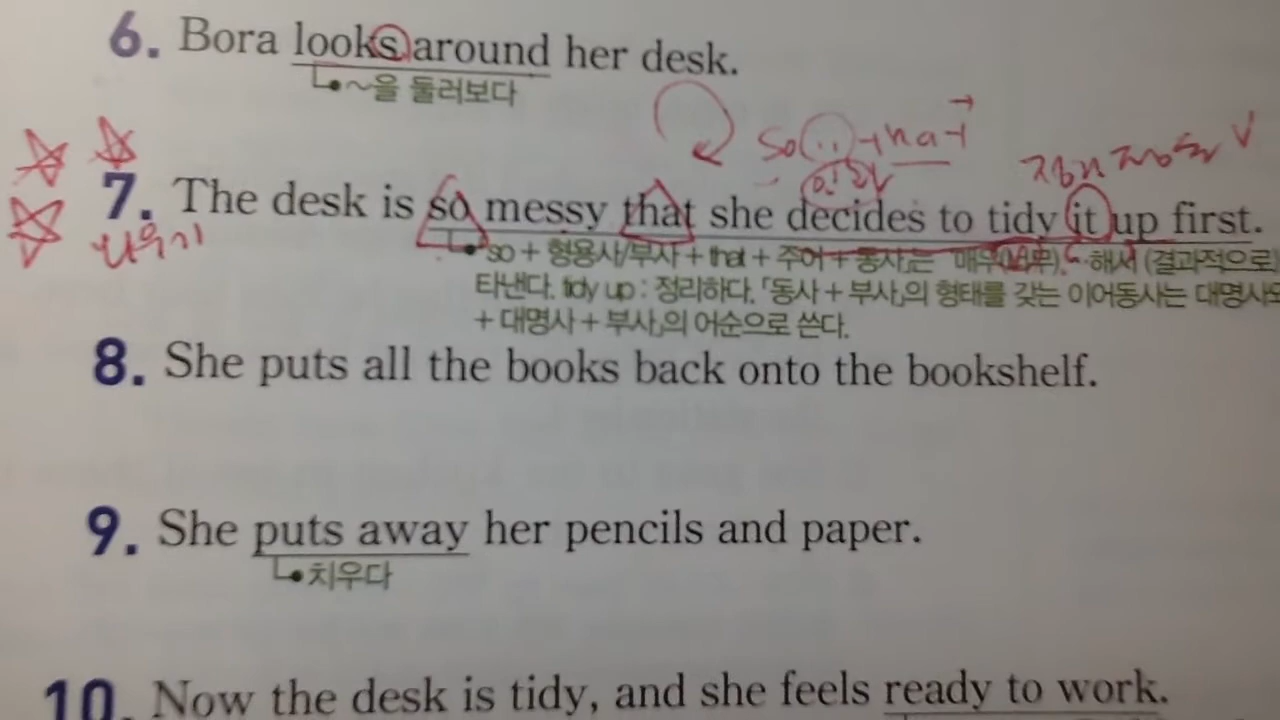 6. Bora looks around her desk.
~을 둘러보다
so...that
7. The desk is so messy that she decides to tidy it up first.
so + 형용사/부사 + that + 주어 + 동사」는 매우(너무) ~해서 (결과적으로)
타낸다. tidy up : 정리하다. 「동사 + 부사」의 형태를 갖는 이어동사는 대명사
+ 대명사 + 부사」의 어순으로 쓴다.
8. She puts all the books back onto the bookshelf.
9. She puts away her pencils and paper.
치우다
10. Now the desk is tidy, and she feels ready to work.